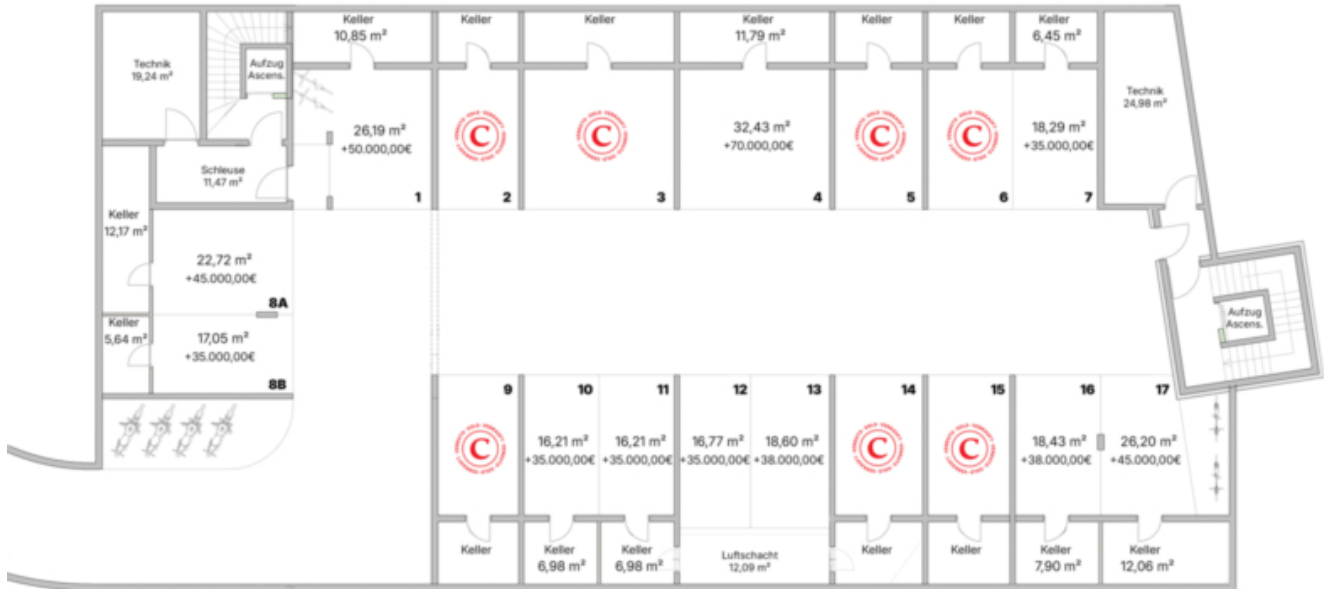 Keller
10,85 m²
Keller
Keller
Keller
11,79 m²
Keller
Keller
Keller
6,45 m²
Technik
19,24 m²
Aufzug
Ascens.
Technik
24,98 m²
26,19 m²
+50.000,00€
C
C
32,43 m²
+70.000,00€
C
C
18,29 m²
+35.000,00€
Schleuse
11,47 m²
1
2
3
4
5
6
7
Keller
12,17 m²
22,72 m²
+45.000,00€
8A
Keller
5,64 m²
17,05 m²
+35.000,00€
8B
Aufzug
Ascens.
9
10
11
12
13
14
15
16
17
C
16,21 m²
+35.000,00€
16,21 m²
+35.000,00€
16,77 m²
+35.000,00€
18,60 m²
+38.000,00€
C
C
18,43 m²
+38.000,00€
26,20 m²
+45.000,00€
Keller
Keller
6,98 m²
Keller
6,98 m²
Luftschacht
12,09 m²
Keller
Keller
Keller
7,90 m²
Keller
12,06 m²